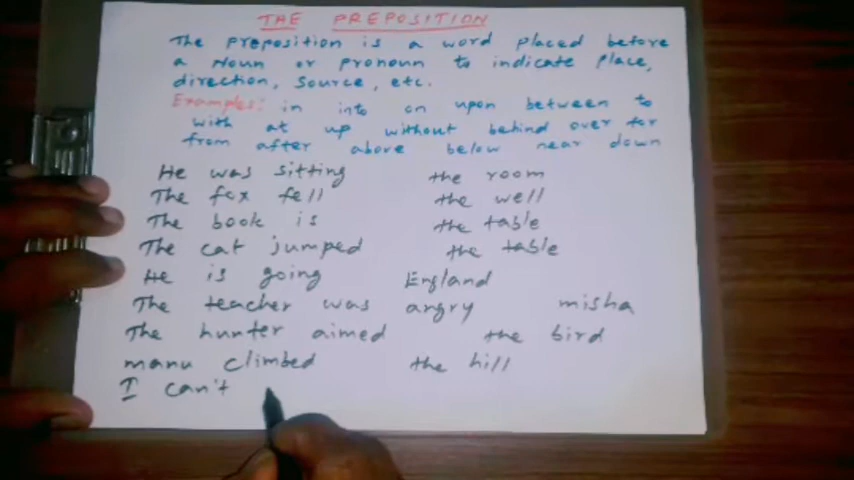 THE PREPOSITION
The preposition is a word placed before
a Noun or pronoun to indicate place,
direction, source, etc.
Examples: in into on upon between to
with at up without behind over for
from after above below near down
He was sitting the room
The fox fell the well
The book is the table
The cat jumped the table
He is going England
The teacher was angry misha
The hunter aimed the bird
manu climbed the hill
I can't